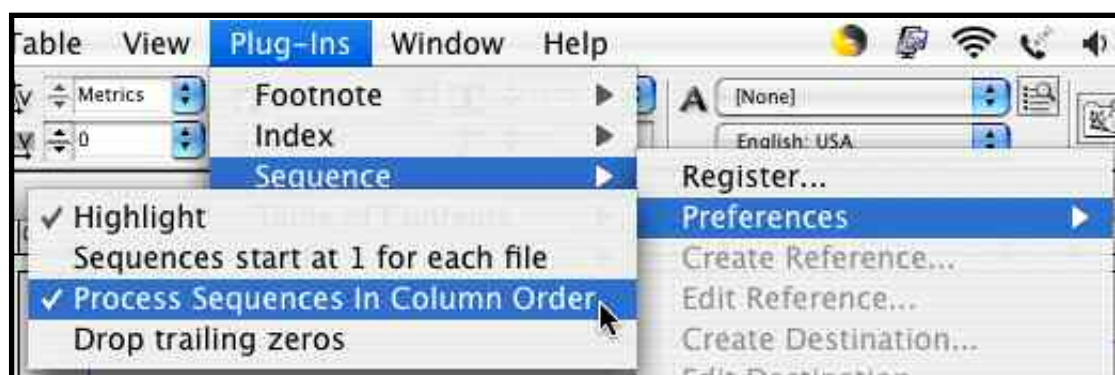 Table View Plug-Ins Window Help
Metrics
0
Footnote
Index
Sequence
[None]
English: USA
Register...
Preferences
Create Reference...
Edit Reference...
Create Destination...
Edit Destination...
Highlight
Sequences start at 1 for each file
Process Sequences In Column Order
Drop trailing zeros